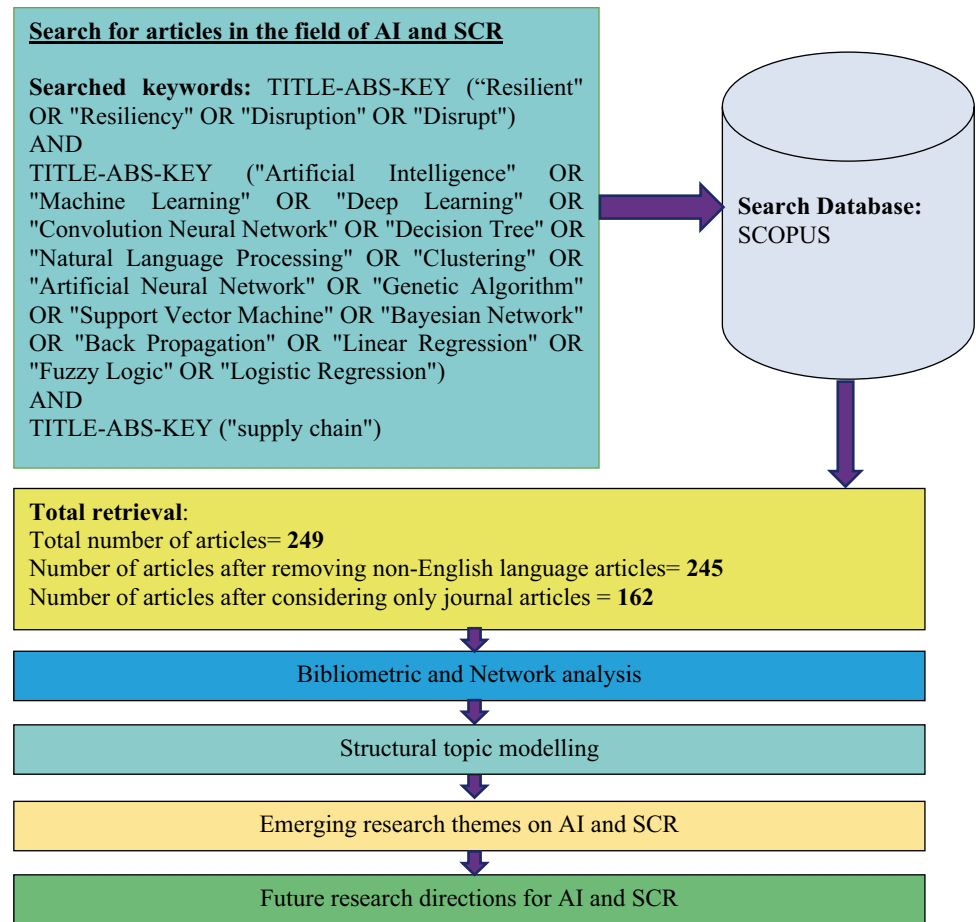 Search for articles in the field of AI and SCR
Searched keywords: TITLE-ABS-KEY (“Resilient"
OR "Resiliency" OR "Disruption" OR "Disrupt")
AND
TITLE-ABS-KEY ("Artificial Intelligence" OR
"Machine Learning" OR "Deep Learning" OR
"Convolution Neural Network" OR "Decision Tree" OR
"Natural Language Processing" OR "Clustering" OR
"Artificial Neural Network" OR "Genetic Algorithm"
OR "Support Vector Machine" OR "Bayesian Network"
OR "Back Propagation" OR "Linear Regression" OR
"Fuzzy Logic" OR "Logistic Regression")
AND
TITLE-ABS-KEY ("supply chain")
Search Database:
SCOPUS
Total retrieval:
Total number of articles= 249
Number of articles after removing non-English language articles= 245
Number of articles after considering only journal articles = 162
Bibliometric and Network analysis
Structural topic modelling
Emerging research themes on AI and SCR
Future research directions for AI and SCR